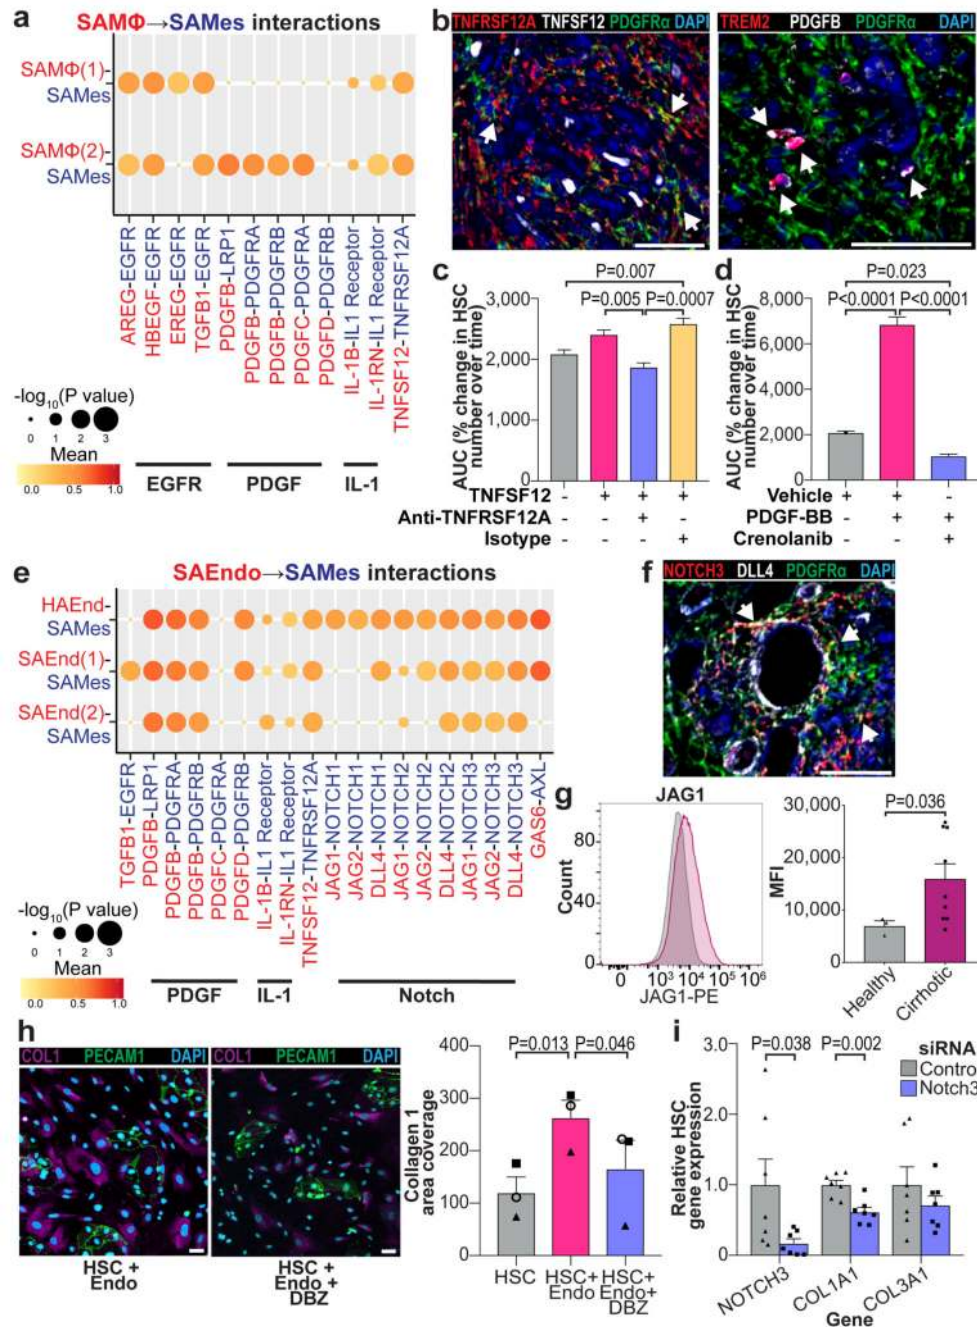 a
SAMΦ→SAMes interactions
SAMΦ(1)-
SAMes
SAMΦ(2)-
SAMes
AREG-EGFR
HBEGF-EGFR
EREG-EGFR
TGFB1-EGFR
PDGFB-LRP1
PDGFB-PDGFRA
PDGFB-PDGFRB
PDGFC-PDGFRA
PDGFD-PDGFRB
IL-1B-IL1 Receptor
IL-1RN-IL1 Receptor
TNFSF12-TNFRSF12A
-log10(P value)
0 1 2 3
Mean
0.0 0.5 1.0
EGFR
PDGF
IL-1
b
TNFRSF12A TNFSF12 PDGFRα DAPI
TREM2 PDGFB PDGFRα DAPI
c
AUC (% change in HSC
number over time)
3,000
2,000
1,000
0
P=0.007
P=0.005
P=0.0007
TNFSF12 - + + +
Anti-TNFRSF12A - - + -
Isotype - - - +
d
AUC (% change in HSC
number over time)
8,000
6,000
4,000
2,000
0
P=0.023
P<0.0001
P<0.0001
Vehicle + + -
PDGF-BB - + +
Crenolanib - - +
e
SAEndo→SAMes interactions
HAEnd-
SAMes
SAEnd(1)-
SAMes
SAEnd(2)-
SAMes
TGFB1-EGFR
PDGFB-LRP1
PDGFB-PDGFRA
PDGFB-PDGFRB
PDGFC-PDGFRA
PDGFD-PDGFRB
IL-1B-IL1 Receptor
IL-1RN-IL1 Receptor
TNFSF12-TNFRSF12A
JAG1-NOTCH1
JAG2-NOTCH1
DLL4-NOTCH1
JAG1-NOTCH2
JAG2-NOTCH2
DLL4-NOTCH2
JAG1-NOTCH3
JAG2-NOTCH3
DLL4-NOTCH3
GAS6-AXL
-log10(P value)
0 1 2 3
Mean
0.0 0.5 1.0
PDGF
IL-1
Notch
f
NOTCH3 DLL4 PDGFRα DAPI
g
JAG1
Count
80
40
0
0 10³ 10⁴ 10⁵ 10⁶
JAG1-PE
MFI
30,000
20,000
10,000
0
P=0.036
Healthy
Cirrhotic
h
COL1 PECAM1 DAPI
COL1 PECAM1 DAPI
HSC +
Endo
HSC +
Endo +
DBZ
Collagen 1
area coverage
400
300
200
100
0
P=0.013
P=0.046
HSC
HSC+
Endo
HSC+
Endo+
DBZ
i
Relative HSC
gene expression
3.0
2.0
1.0
0
P=0.038
P=0.002
siRNA
Control
Notch3
NOTCH3
COL1A1
COL3A1
Gene